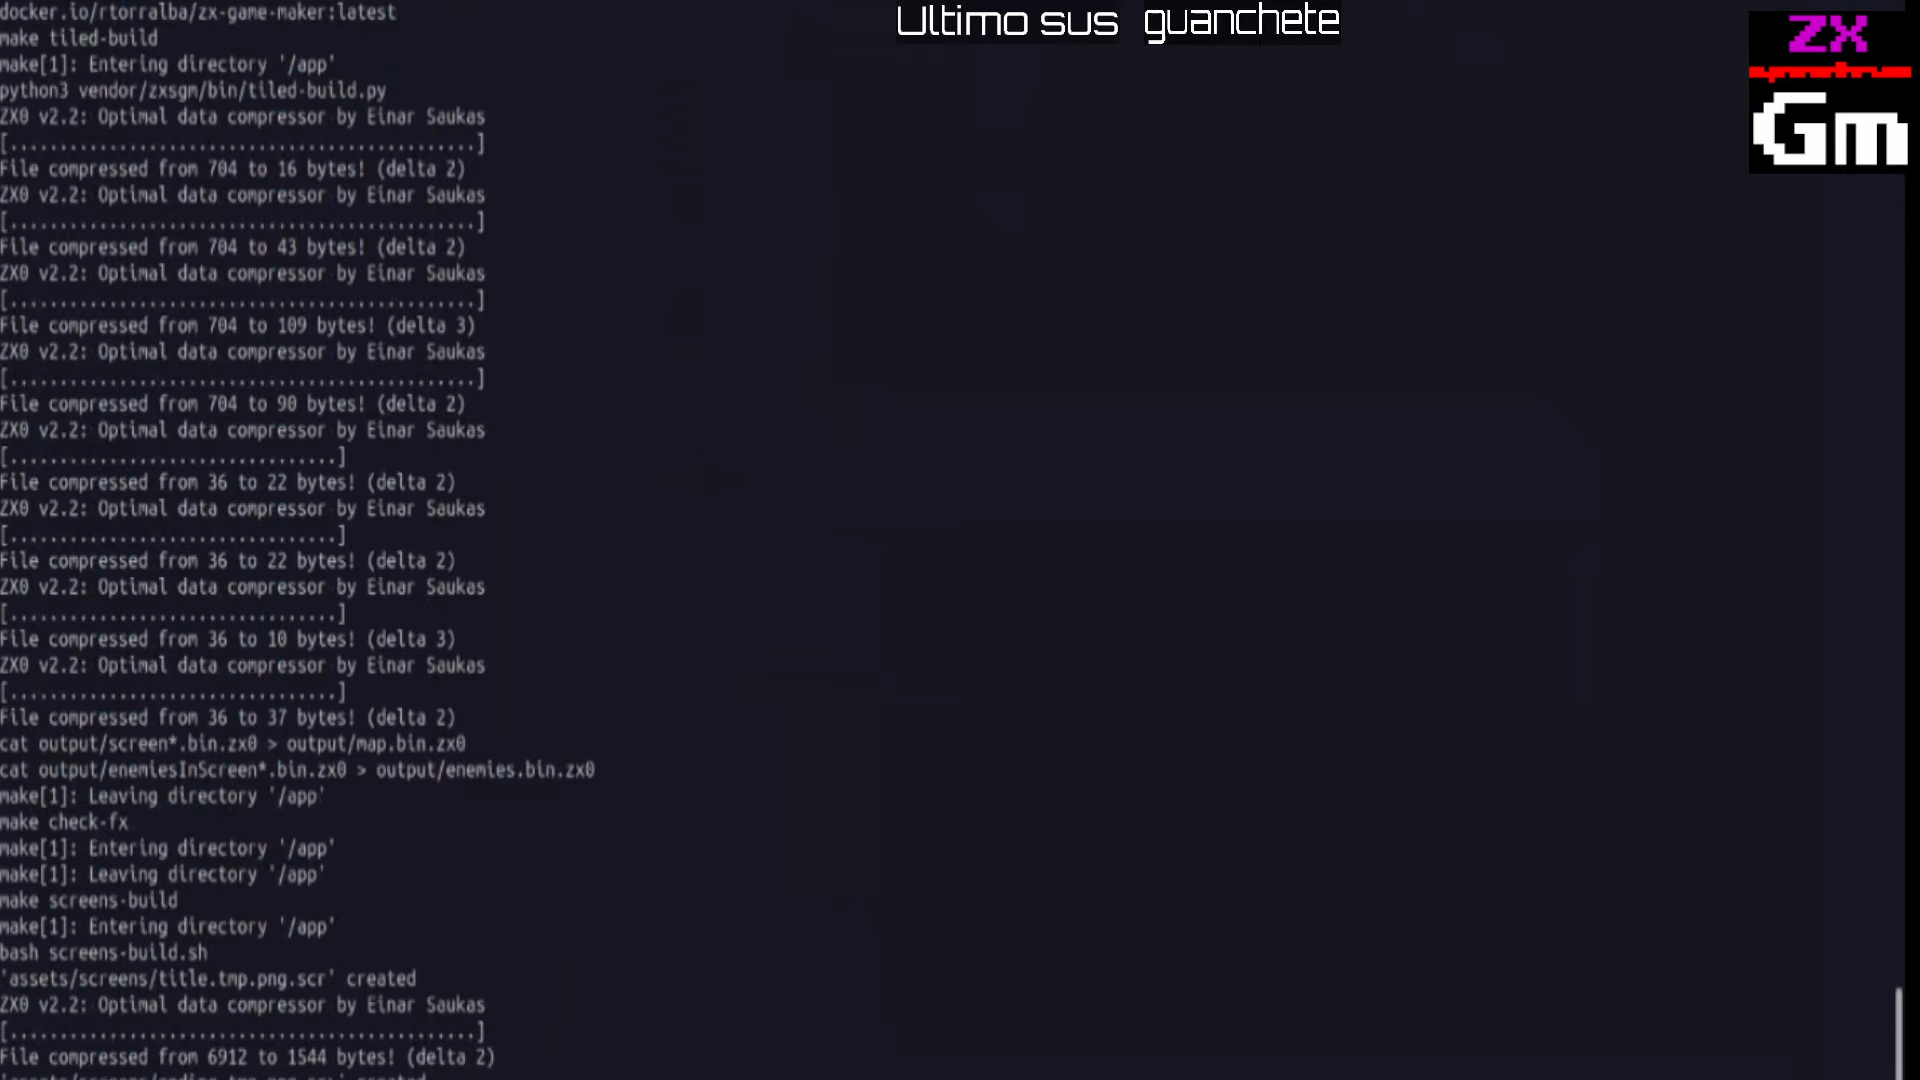 docker.io/rtorralba/zx-game-maker:latest
make tiled-build
make[1]: Entering directory '/app'
python3 vendor/zxsgm/bin/tiled-build.py
ZX0 v2.2: Optimal data compressor by Einar Saukas
[...............................................]
File compressed from 704 to 16 bytes! (delta 2)
ZX0 v2.2: Optimal data compressor by Einar Saukas
[...............................................]
File compressed from 704 to 43 bytes! (delta 2)
ZX0 v2.2: Optimal data compressor by Einar Saukas
[...............................................]
File compressed from 704 to 109 bytes! (delta 3)
ZX0 v2.2: Optimal data compressor by Einar Saukas
[...............................................]
File compressed from 704 to 90 bytes! (delta 2)
ZX0 v2.2: Optimal data compressor by Einar Saukas
[.................................]
File compressed from 36 to 22 bytes! (delta 2)
ZX0 v2.2: Optimal data compressor by Einar Saukas
[.................................]
File compressed from 36 to 22 bytes! (delta 2)
ZX0 v2.2: Optimal data compressor by Einar Saukas
[.................................]
File compressed from 36 to 10 bytes! (delta 3)
ZX0 v2.2: Optimal data compressor by Einar Saukas
[.................................]
File compressed from 36 to 37 bytes! (delta 2)
cat output/screen*.bin.zx0 > output/map.bin.zx0
cat output/enemiesInScreen*.bin.zx0 > output/enemies.bin.zx0
make[1]: Leaving directory '/app'
make check-fx
make[1]: Entering directory '/app'
make[1]: Leaving directory '/app'
make screens-build
make[1]: Entering directory '/app'
bash screens-build.sh
'assets/screens/title.tmp.png.scr' created
ZX0 v2.2: Optimal data compressor by Einar Saukas
[...............................................]
File compressed from 6912 to 1544 bytes! (delta 2)
Ultimo sus guanchete
ZX
Gm